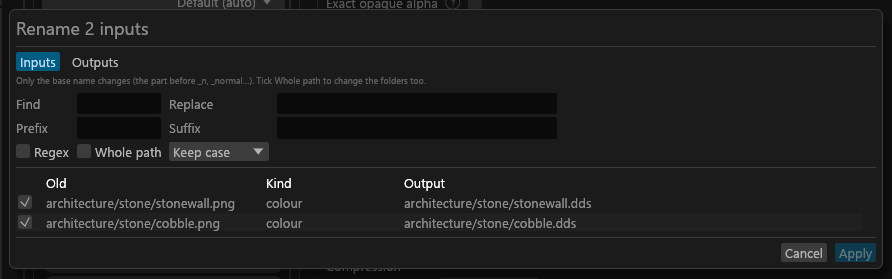 Default (auto)
Exact opaque alpha ?
Rename 2 inputs
Inputs Outputs
Only the base name changes (the part before _n, _normal...). Tick Whole path to change the folders too.
Find Replace
Prefix Suffix
Regex Whole path Keep case
Old Kind Output
architecture/stone/stonewall.png colour architecture/stone/stonewall.dds
architecture/stone/cobble.png colour architecture/stone/cobble.dds
Cancel Apply
Compression